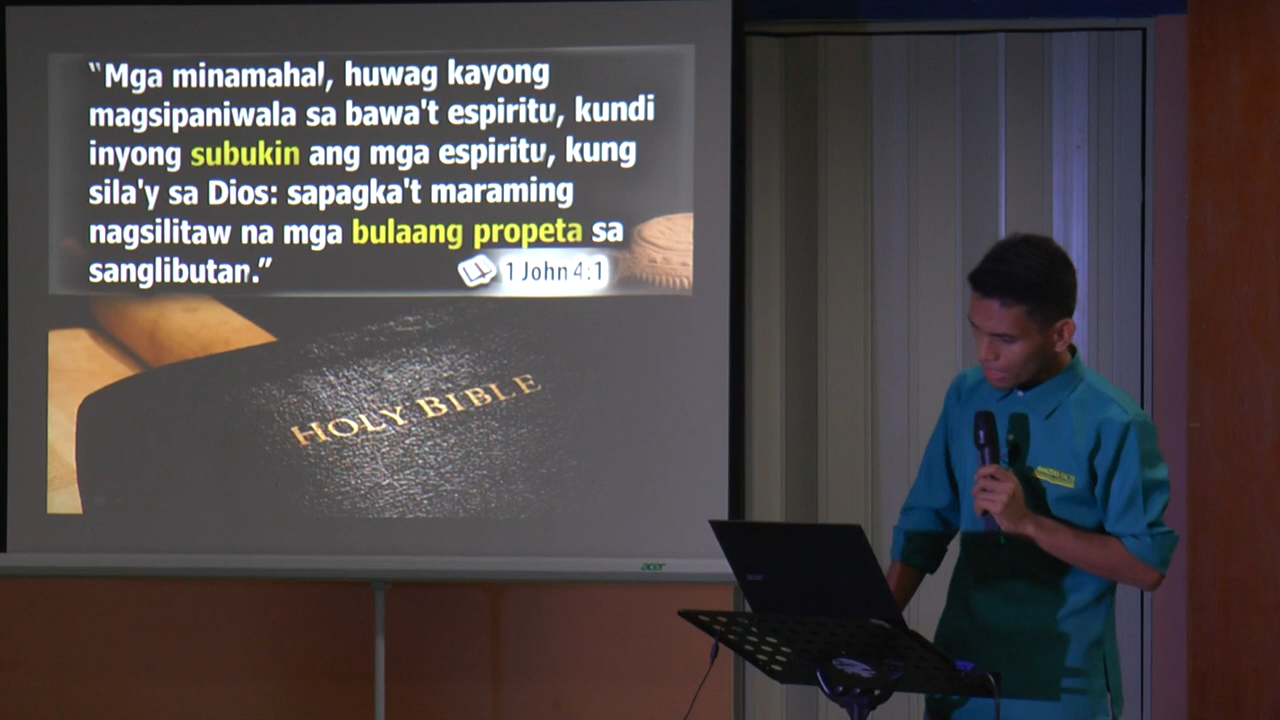 “Mga minamahal, huwag kayong
magsipaniwala sa bawa't espiritu, kundi
inyong subukin ang mga espiritu, kung
sila'y sa Dios: sapagka't maraming
nagsilitaw na mga bulaang propeta sa
sanglibutan.”
1 John 4:1
HOLY BIBLE
acer
acer